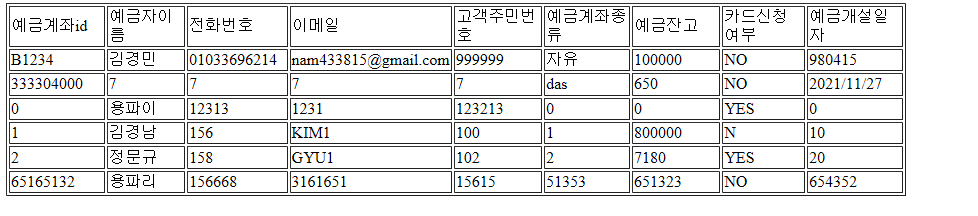 예금계좌id 예금자이름 전화번호 이메일 고객주민번호 예금계좌종류 예금잔고 카드신청여부 예금개설일자
B1234 김경민 01033696214 nam433815@gmail.com 999999 자유 100000 NO 980415
333304000 7 7 7 7 das 650 NO 2021/11/27
0 용파이 12313 1231 123213 0 0 YES 0
1 김경남 156 KIM1 100 1 800000 N 10
2 정문규 158 GYU1 102 2 7180 YES 20
65165132 용파리 156668 3161651 15615 51353 651323 NO 654352